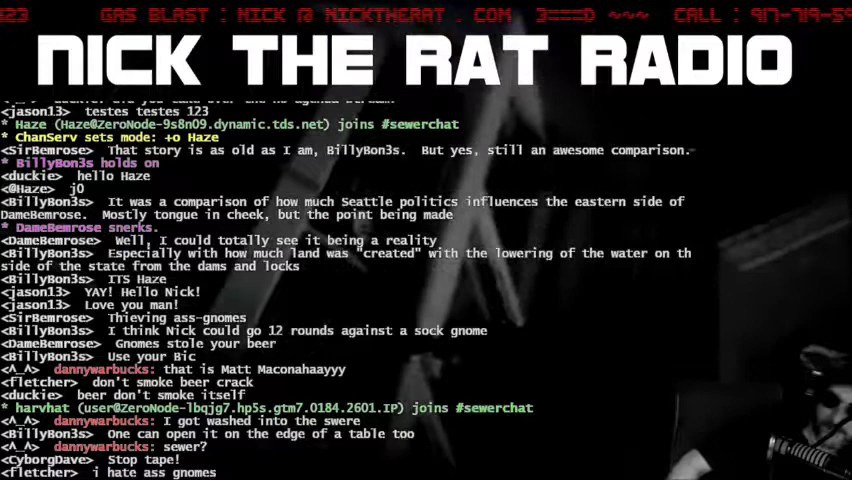 23 GAS BLAST : NICK @ NICKTHERAT . COM 3===D ~~~ CALL : 917-719-5
NICK THE RAT RADIO
<jason13> testes testes 123
* Haze (Haze@ZeroNode-9s8n09.dynamic.tds.net) joins #sewerchat
* ChanServ sets mode: +o Haze
<SirBemrose> That story is as old as I am, BillyBon3s. But yes, still an awesome comparison.
* BillyBon3s holds on
<duckie> hello Haze
<@Haze> jO
<BillyBon3s> It was a comparison of how much Seattle politics influences the eastern side of
DameBemrose. Mostly tongue in cheek, but the point being made
* DameBemrose snerks.
<DameBemrose> Well, I could totally see it being a reality
<BillyBon3s> Especially with how much land was "created" with the lowering of the water on th
side of the state from the dams and locks
<BillyBon3s> ITS Haze
<jason13> YAY! Hello Nick!
<jason13> Love you man!
<SirBemrose> Thieving ass-gnomes
<BillyBon3s> I think Nick could go 12 rounds against a sock gnome
<DameBemrose> Gnomes stole your beer
<BillyBon3s> Use your Bic
<^_^> dannywarbucks: that is Matt Maconahaayyy
<fletcher> don't smoke beer crack
<duckie> beer don't smoke itself
* harvhat (user@ZeroNode-lbqjg7.hp5s.gtm7.0184.2601.IP) joins #sewerchat
<^_^> dannywarbucks: I got washed into the swere
<BillyBon3s> One can open it on the edge of a table too
<^_^> dannywarbucks: sewer?
<CyborgDave> Stop tape!
<fletcher> i hate ass gnomes